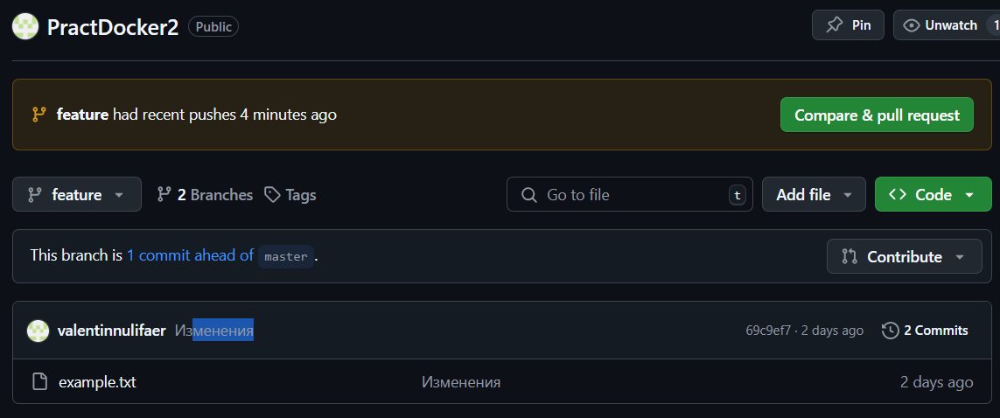 PractDocker2 Public Pin Unwatch 1
feature had recent pushes 4 minutes ago Compare & pull request
feature 2 Branches Tags Go to file t Add file Code
This branch is 1 commit ahead of master . Contribute
valentinnulifaer Изменения 69c9ef7 · 2 days ago 2 Commits
example.txt Изменения 2 days ago